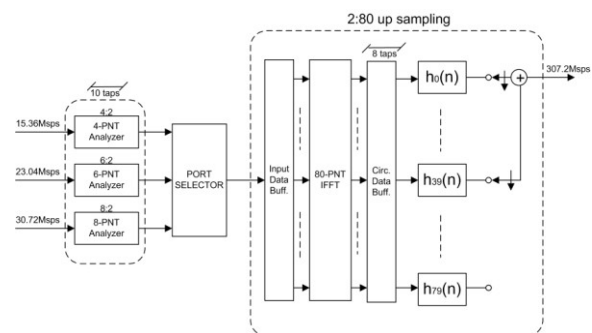 2:80 up sampling
10 taps
8 taps
15.36Msps
4:2
4-PNT
Analyzer
23.04Msps
6:2
6-PNT
Analyzer
30.72Msps
8:2
8-PNT
Analyzer
PORT
SELECTOR
Input
Data
Buff.
80-PNT
IFFT
Circ.
Data
Buff.
h0(n)
h39(n)
h79(n)
+
307.2Msps